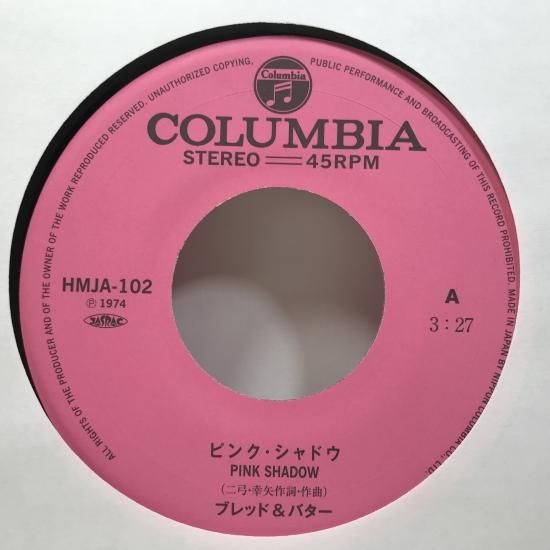 ALL RIGHTS OF THE PRODUCER AND OF THE OWNER OF THE WORK REPRODUCED RESERVED. UNAUTHORIZED COPYING, PUBLIC PERFORMANCE AND BROADCASTING OF THIS RECORD PROHIBITED. MADE IN JAPAN BY NIPPON COLUMBIA CO., LTD.
Columbia
COLUMBIA
STEREO 45RPM
HMJA-102
Ⓟ 1974
JASRAC
A
3:27
ピンク・シャドウ
PINK SHADOW
(二弓・幸矢作詞・作曲)
ブレッド&バター